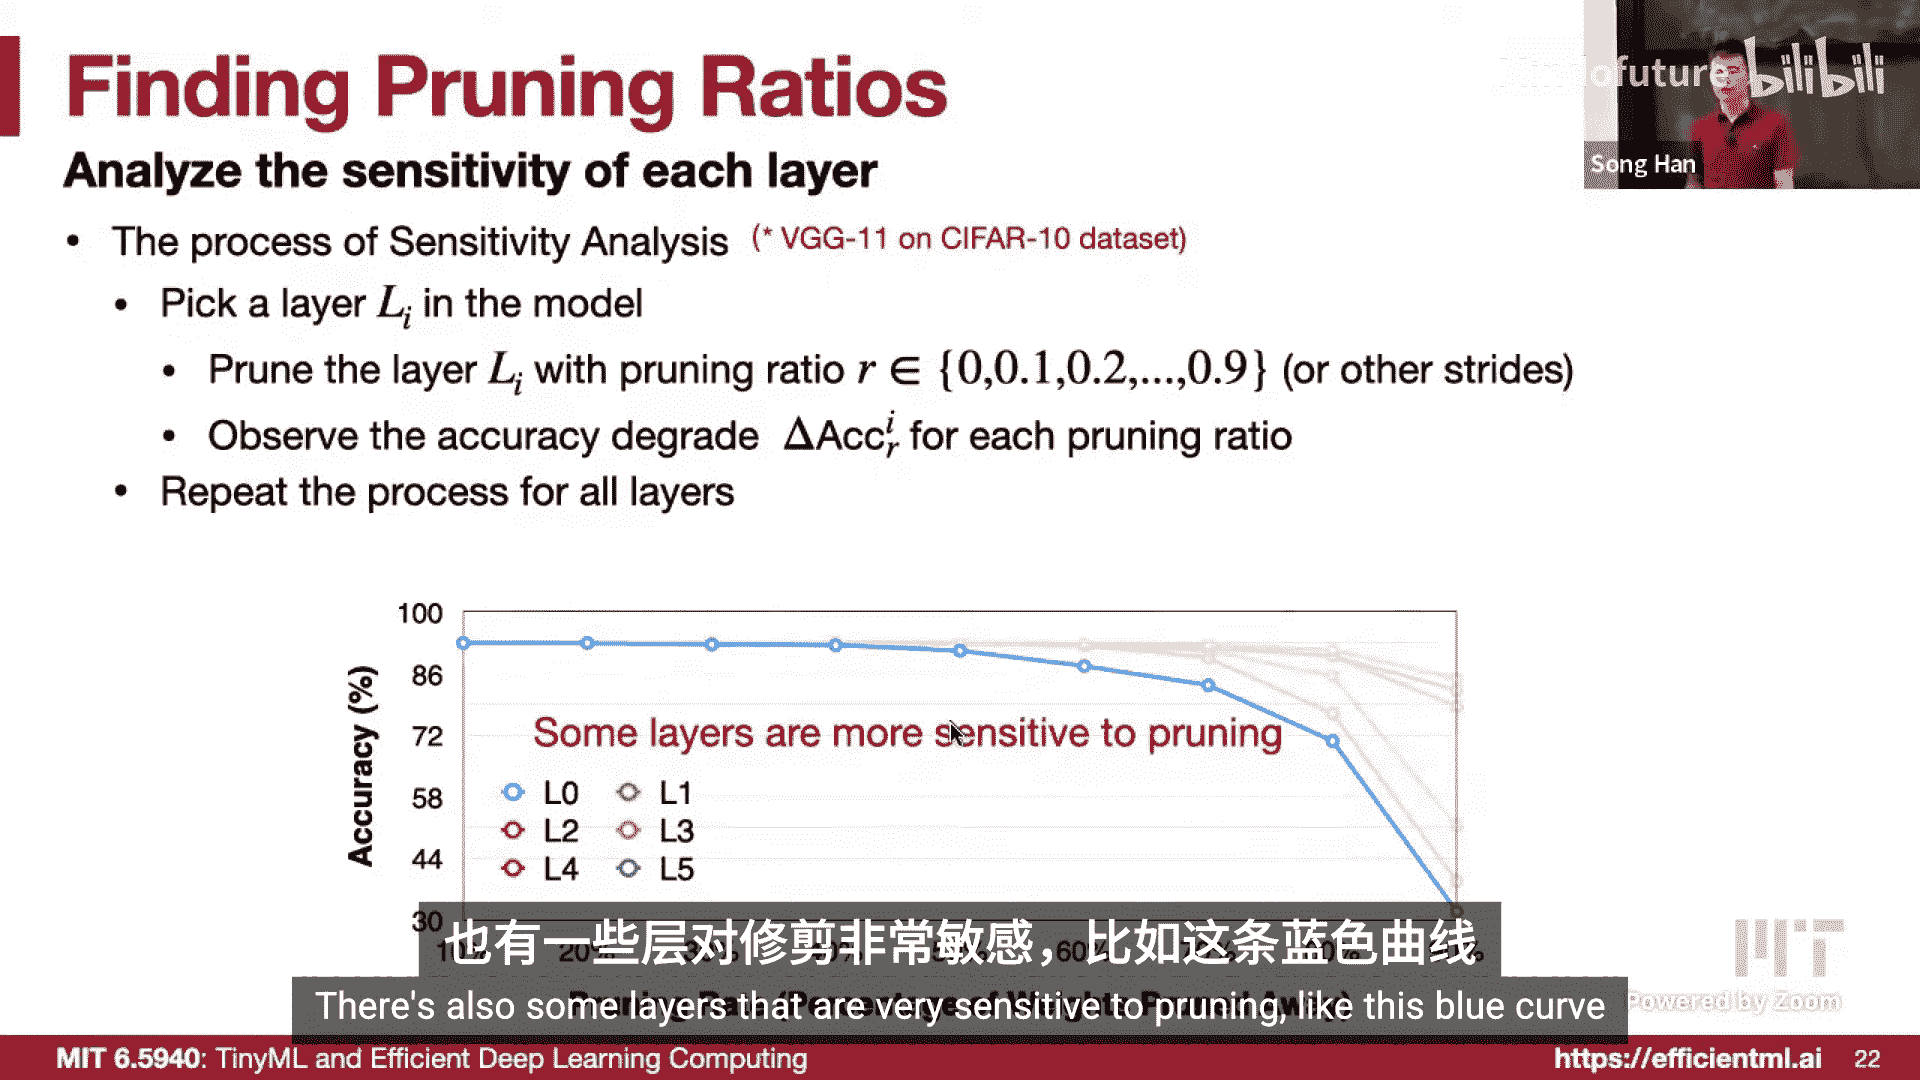 Finding Pruning Ratios
ofuture bilibili
Song Han
Analyze the sensitivity of each layer
• The process of Sensitivity Analysis (* VGG-11 on CIFAR-10 dataset)
• Pick a layer Lᵢ in the model
• Prune the layer Lᵢ with pruning ratio r ∈ {0,0.1,0.2,...,0.9} (or other strides)
• Observe the accuracy degrade ΔAccᵣⁱ for each pruning ratio
• Repeat the process for all layers
100
86
72
58
44
30
Accuracy (%)
Some layers are more sensitive to pruning
L0 L1
L2 L3
L4 L5
也有一些层对修剪非常敏感，比如这条蓝色曲线
There's also some layers that are very sensitive to pruning, like this blue curve
MIT
Powered by Zoom
MIT 6.5940: TinyML and Efficient Deep Learning Computing
https://efficientml.ai 22